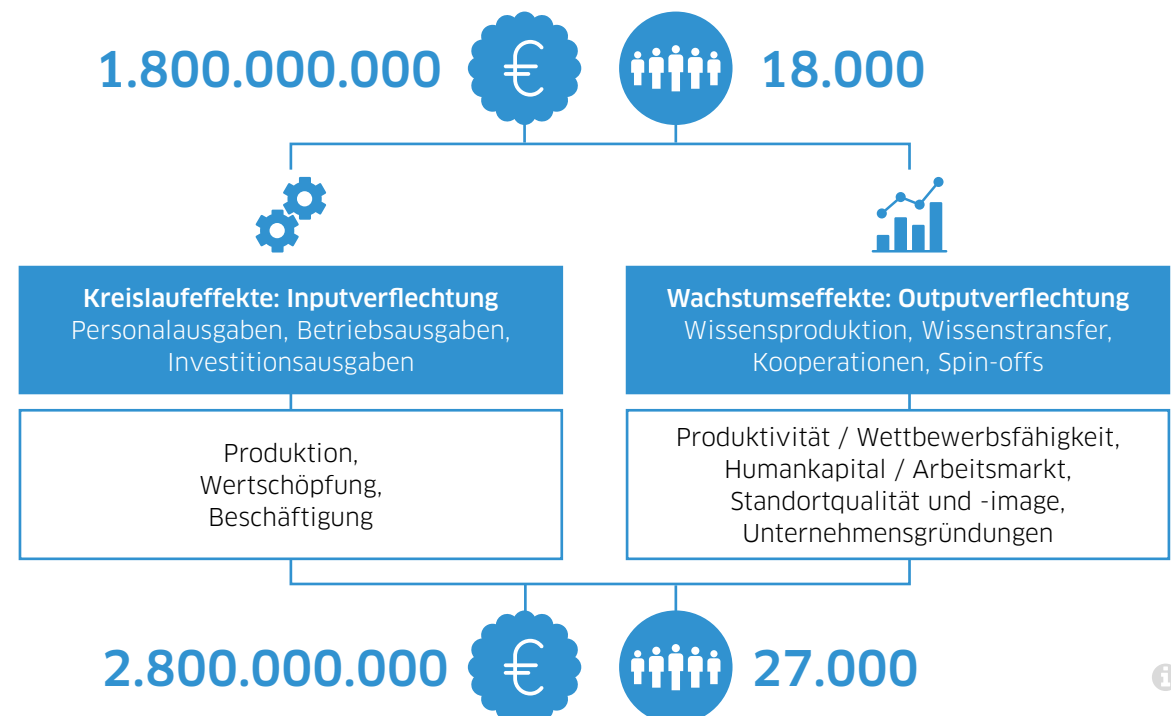 1.800.000.000 € 18.000
Kreislaufeffekte: Inputverflechtung
Personalausgaben, Betriebsausgaben,
Investitionsausgaben
Produktion,
Wertschöpfung,
Beschäftigung
Wachstumseffekte: Outputverflechtung
Wissensproduktion, Wissenstransfer,
Kooperationen, Spin-offs
Produktivität / Wettbewerbsfähigkeit,
Humankapital / Arbeitsmarkt,
Standortqualität und -image,
Unternehmensgründungen
2.800.000.000 € 27.000
i